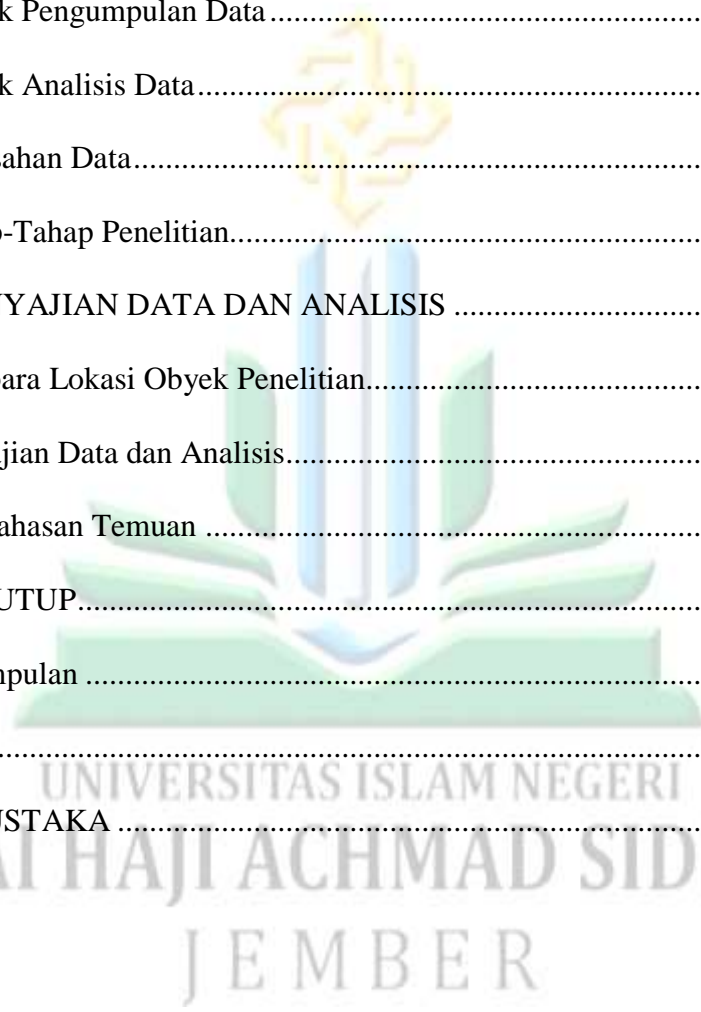 k Pengumpulan Data ............................................................
k Analisis Data ............................................................
ahan Data ............................................................
-Tahap Penelitian ............................................................
YAJIAN DATA DAN ANALISIS ............................................................
ara Lokasi Obyek Penelitian ............................................................
jian Data dan Analisis ............................................................
ahasan Temuan ............................................................
UTUP ............................................................
pulan ............................................................
............................................................
UNIVERSITAS ISLAM NEGERI
USTAKA ............................................................
AI HAJI ACHMAD SID
JEMBER